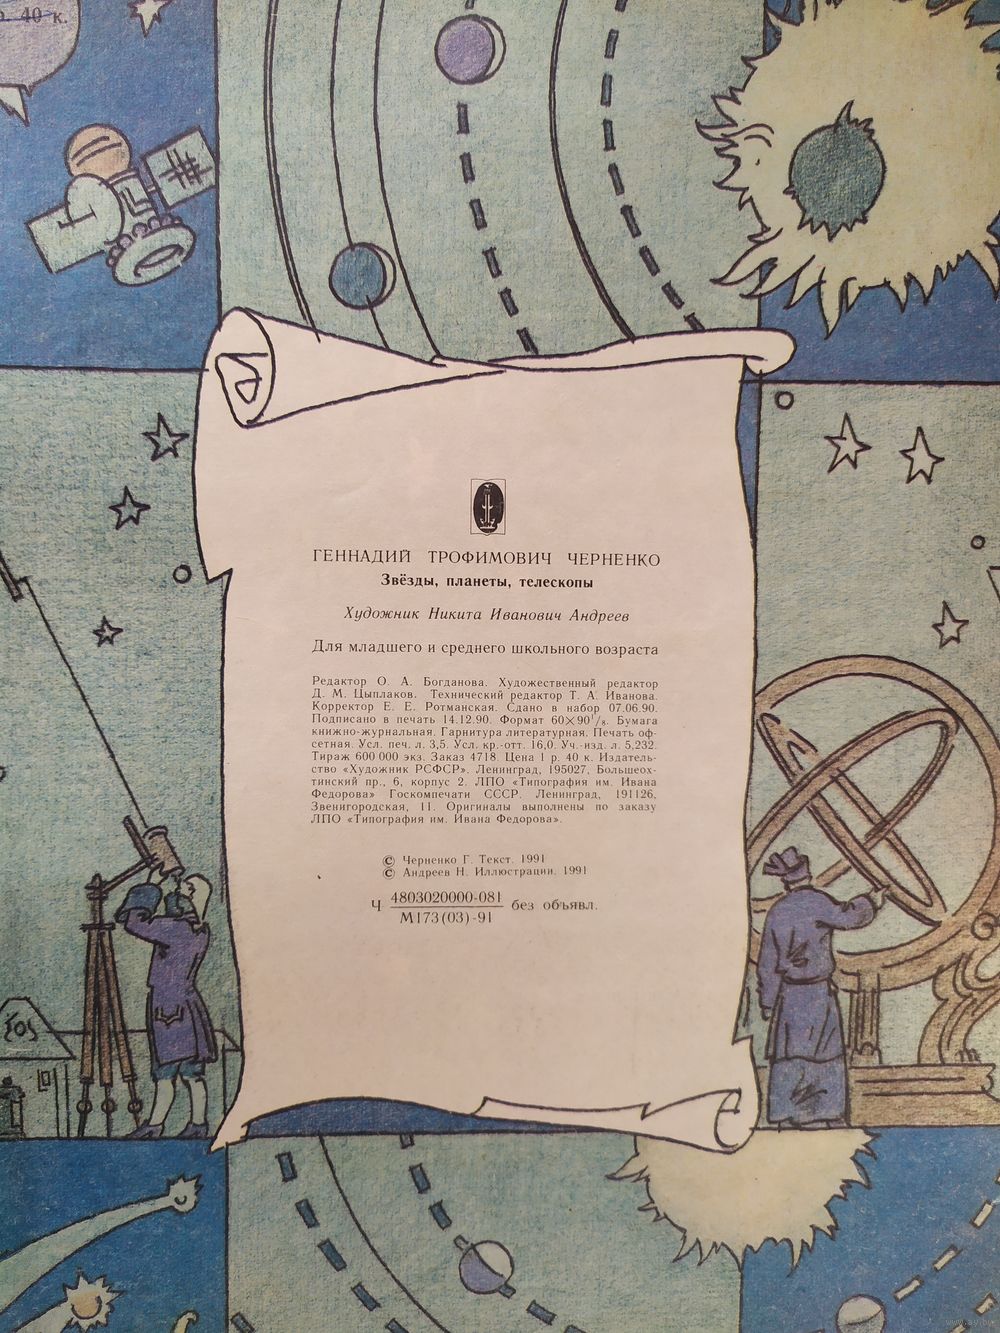 40 к.
ГЕННАДИЙ ТРОФИМОВИЧ ЧЕРНЕНКО
Звёзды, планеты, телескопы
Художник Никита Иванович Андреев
Для младшего и среднего школьного возраста
Редактор О. А. Богданова. Художественный редактор
Д. М. Цыплаков. Технический редактор Т. А. Иванова.
Корректор Е. Е. Ротманская. Сдано в набор 07.06.90.
Подписано в печать 14.12.90. Формат 60×90¹/₈. Бумага
книжно-журнальная. Гарнитура литературная. Печать оф-
сетная. Усл. печ. л. 3,5. Усл. кр.-отт. 16,0. Уч.-изд. л. 5,232.
Тираж 600 000 экз. Заказ 4718. Цена 1 р. 40 к. Издатель-
ство «Художник РСФСР». Ленинград, 195027, Большеох-
тинский пр., 6, корпус 2. ЛПО «Типография им. Ивана
Федорова» Госкомпечати СССР. Ленинград, 191126,
Звенигородская, 11. Оригиналы выполнены по заказу
ЛПО «Типография им. Ивана Федорова».
© Черненко Г. Текст. 1991
© Андреев Н. Иллюстрации. 1991
Ч 4803020000-081 без объявл.
М173(03)-91
www.ay.by